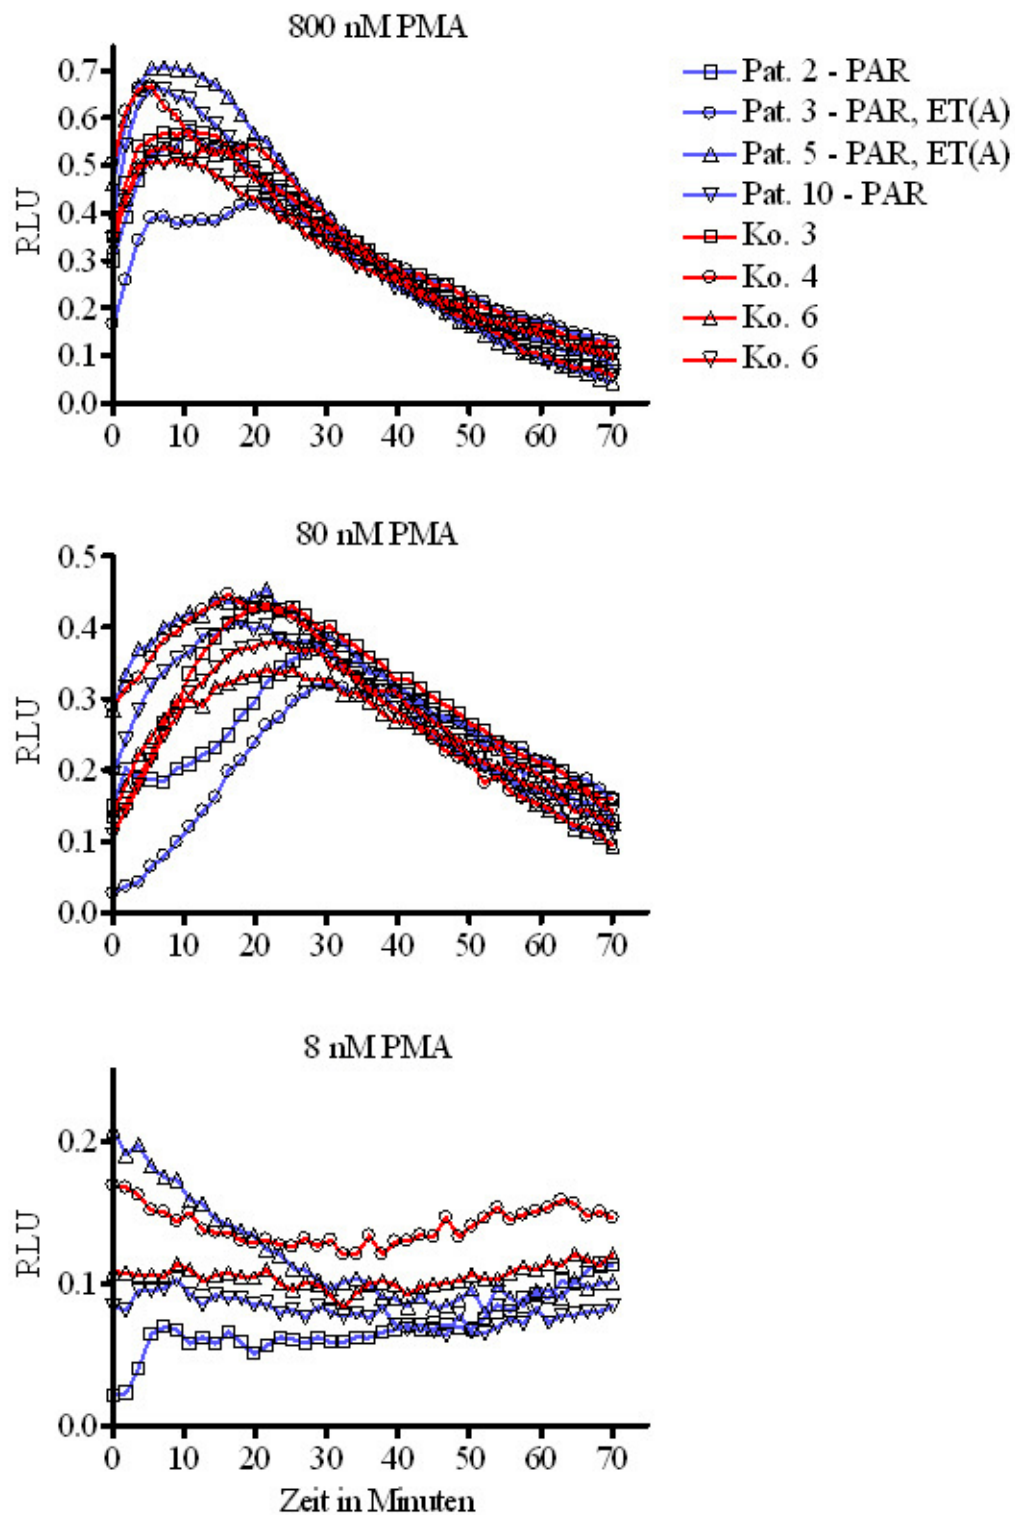 800 nM PMA
Pat. 2 - PAR
Pat. 3 - PAR, ET(A)
Pat. 5 - PAR, ET(A)
Pat. 10 - PAR
Ko. 3
Ko. 4
Ko. 6
Ko. 6
RLU
0.7
0.6
0.5
0.4
0.3
0.2
0.1
0.0
0 10 20 30 40 50 60 70
80 nM PMA
RLU
0.5
0.4
0.3
0.2
0.1
0.0
0 10 20 30 40 50 60 70
8 nM PMA
RLU
0.2
0.1
0.0
0 10 20 30 40 50 60 70
Zeit in Minuten